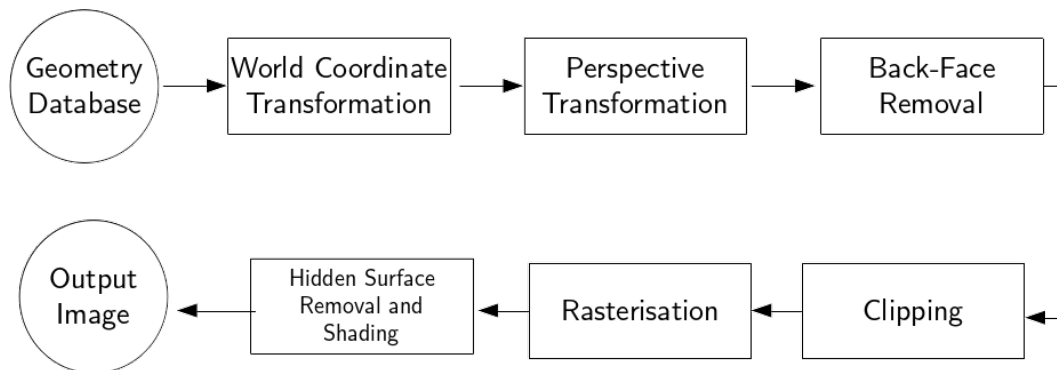 Geometry
Database
World Coordinate
Transformation
Perspective
Transformation
Back-Face
Removal
Clipping
Rasterisation
Hidden Surface
Removal and
Shading
Output
Image